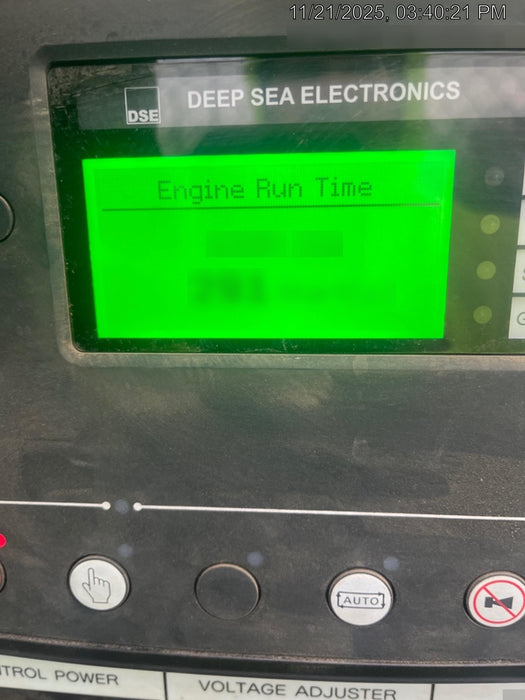 11/21/2025, 03:40:21 PM
DSE
DEEP SEA ELECTRONICS
Engine Run Time
AUTO
TROL POWER
VOLTAGE ADJUSTER